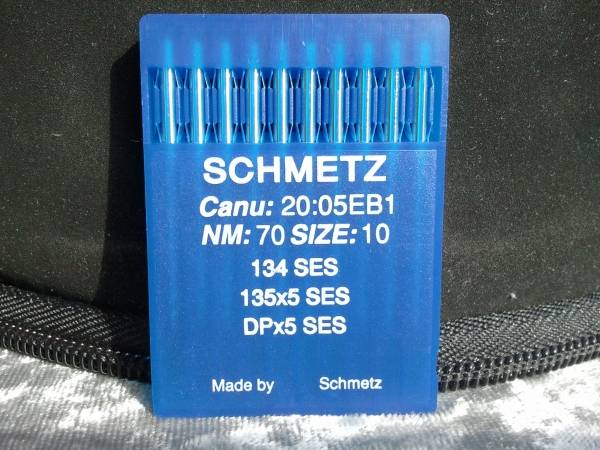 SCHMETZ
Canu: 20:05EB1
NM: 70 SIZE: 10
134 SES
135x5 SES
DPx5 SES
Made by Schmetz